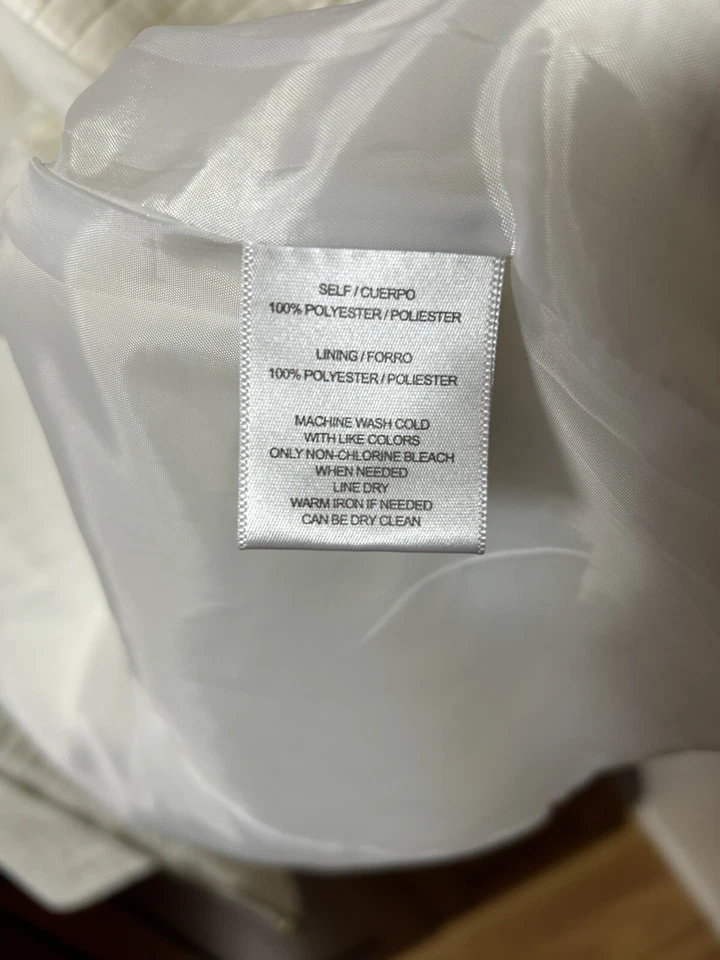 SELF / CUERPO
100% POLYESTER / POLIESTER
LINING / FORRO
100% POLYESTER / POLIESTER
MACHINE WASH COLD
WITH LIKE COLORS
ONLY NON-CHLORINE BLEACH
WHEN NEEDED
LINE DRY
WARM IRON IF NEEDED
CAN BE DRY CLEAN